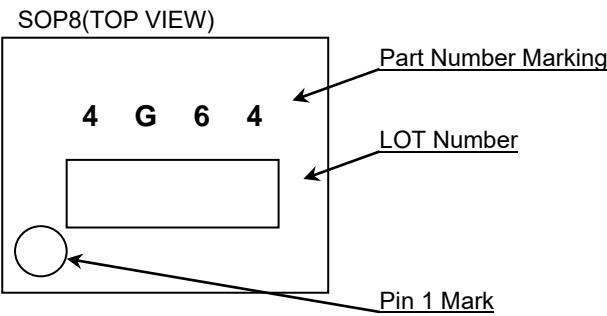 SOP8(TOP VIEW)
Part Number Marking
4 G 6 4
LOT Number
Pin 1 Mark